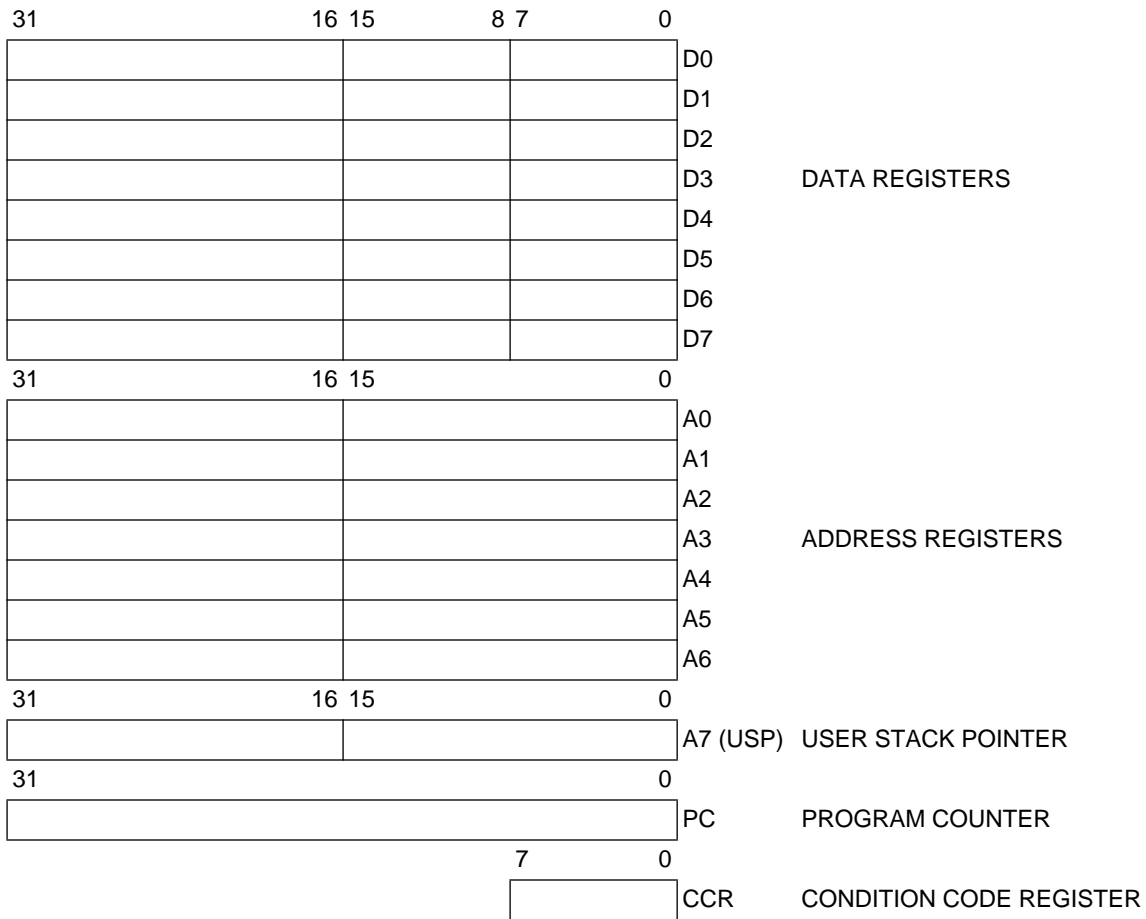 31 16 15 8 7 0
D0
D1
D2
D3 DATA REGISTERS
D4
D5
D6
D7
31 16 15 0
A0
A1
A2
A3 ADDRESS REGISTERS
A4
A5
A6
31 16 15 0
A7 (USP) USER STACK POINTER
31 0
PC PROGRAM COUNTER
7 0
CCR CONDITION CODE REGISTER